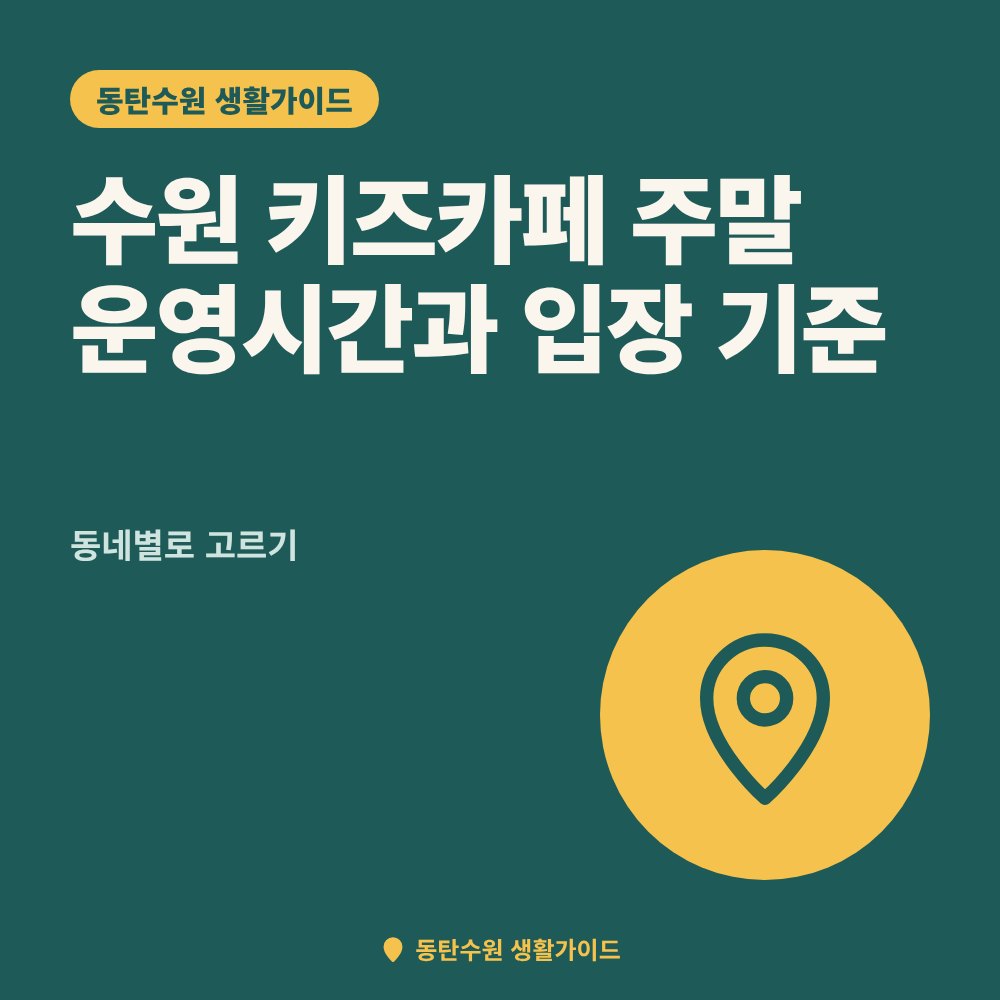 동탄수원 생활가이드
수원 키즈카페 주말
운영시간과 입장 기준
동네별로 고르기
동탄수원 생활가이드